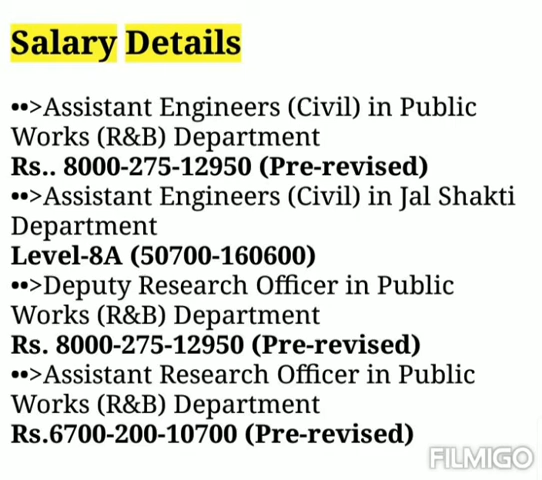 Salary Details
••>Assistant Engineers (Civil) in Public
Works (R&B) Department
Rs.. 8000-275-12950 (Pre-revised)
••>Assistant Engineers (Civil) in Jal Shakti
Department
Level-8A (50700-160600)
••>Deputy Research Officer in Public
Works (R&B) Department
Rs. 8000-275-12950 (Pre-revised)
••>Assistant Research Officer in Public
Works (R&B) Department
Rs.6700-200-10700 (Pre-revised)
FILMIGO